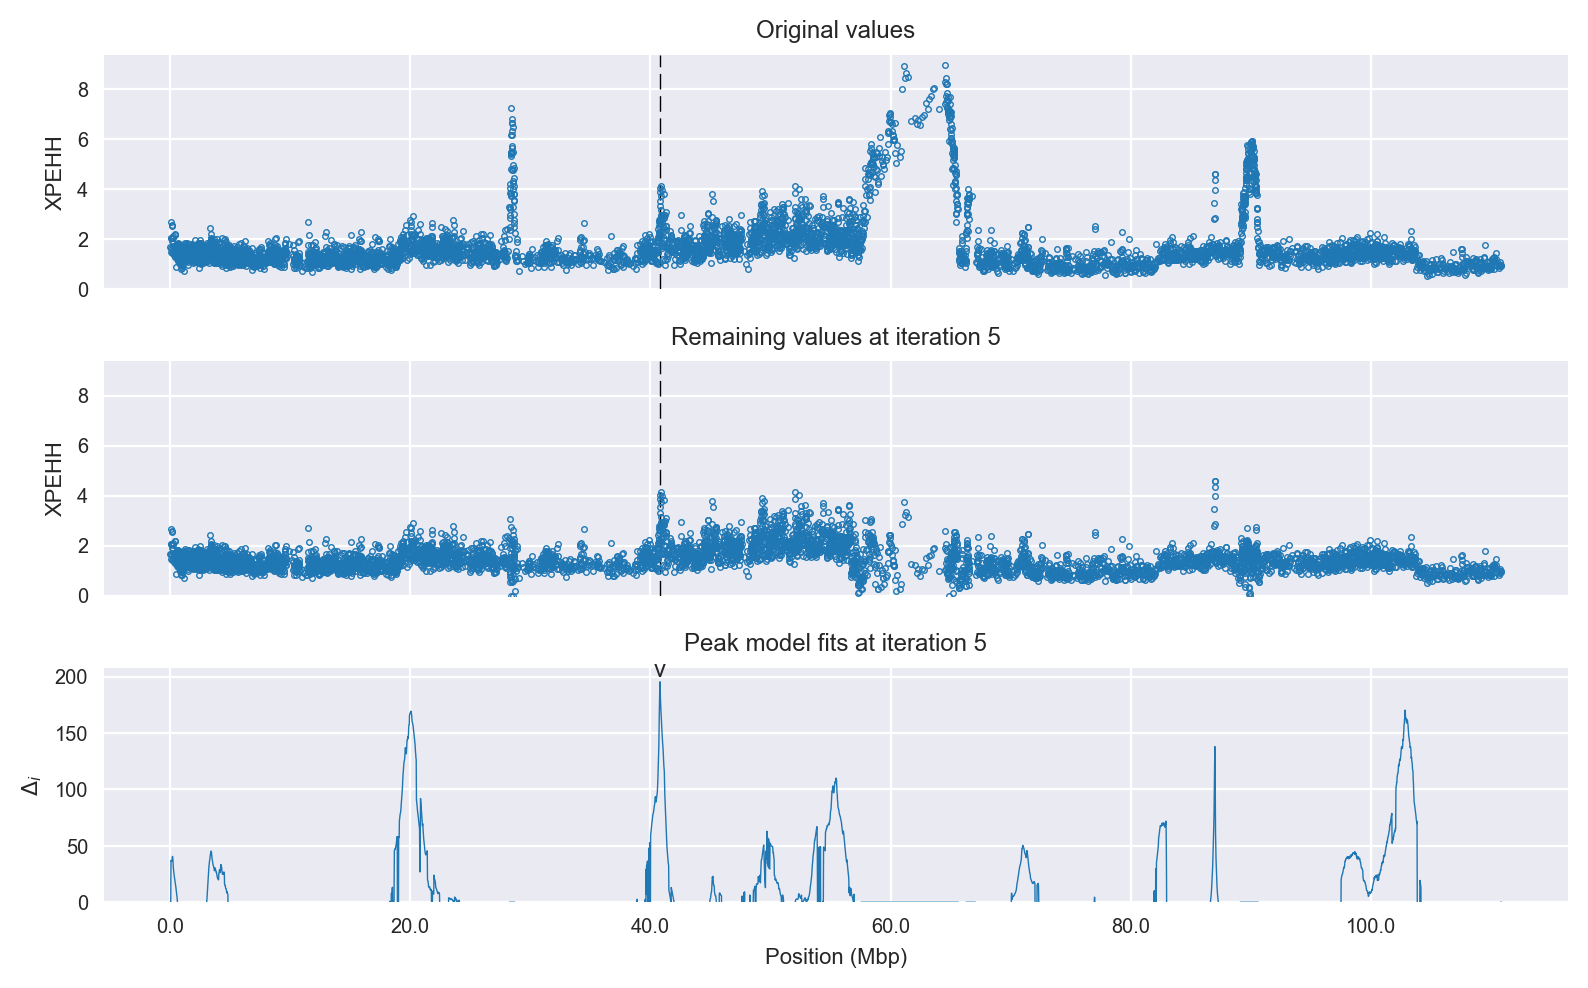 Original values
8
6
4
2
0
XPEHH
Remaining values at iteration 5
8
6
4
2
0
XPEHH
Peak model fits at iteration 5
v
200
150
100
50
0
Δi
0.0 20.0 40.0 60.0 80.0 100.0
Position (Mbp)